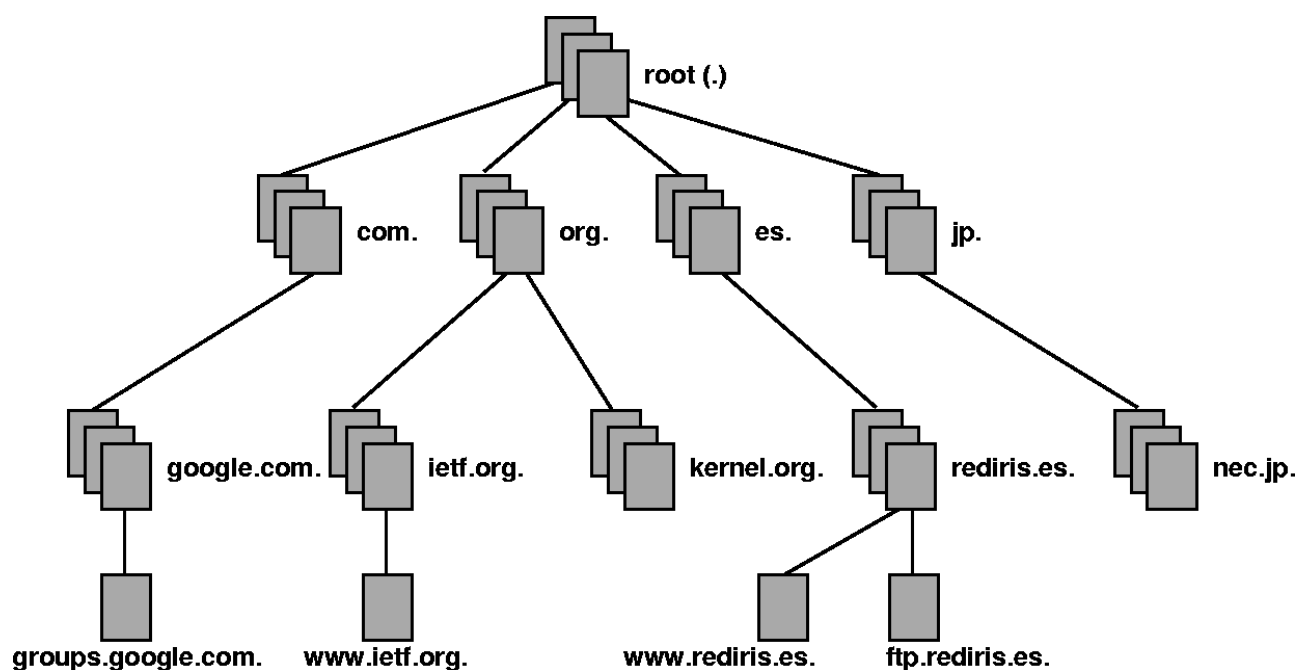 root (.)
com.
org.
es.
jp.
google.com.
ietf.org.
kernel.org.
rediris.es.
nec.jp.
groups.google.com.
www.ietf.org.
www.rediris.es.
ftp.rediris.es.